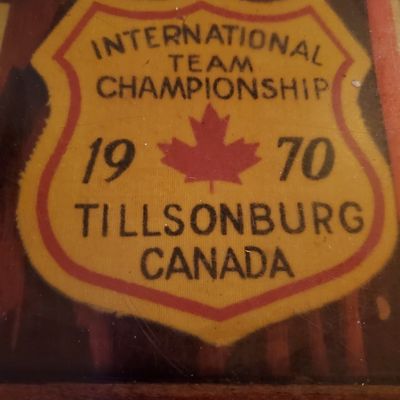 INTERNATIONAL
TEAM
CHAMPIONSHIP
19 70
TILLSONBURG
CANADA